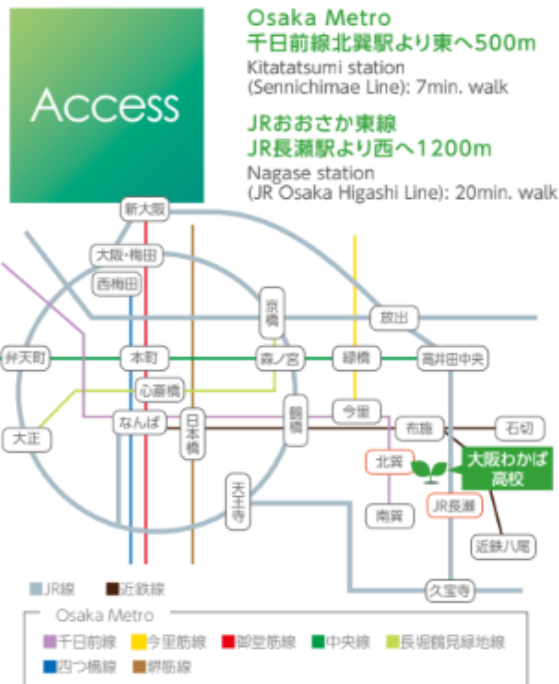 Access
Osaka Metro
千日前線北巽駅より東へ500m
Kitatatsumi station
(Sennichimae Line): 7min. walk
JRおおさか東線
JR長瀬駅より西へ1200m
Nagase station
(JR Osaka Higashi Line): 20min. walk
新大阪
大阪・梅田
西梅田
京橋
放出
弁天町
本町
森ノ宮
緑橋
高井田中央
心斎橋
今里
なんば
日本橋
鶴橋
布施
石切
大正
北巽
大阪わかば
高校
天王寺
南巽
JR長瀬
近鉄八尾
久宝寺
JR線
近鉄線
Osaka Metro
千日前線
今里筋線
御堂筋線
中央線
長堀鶴見緑地線
四つ橋線
堺筋線